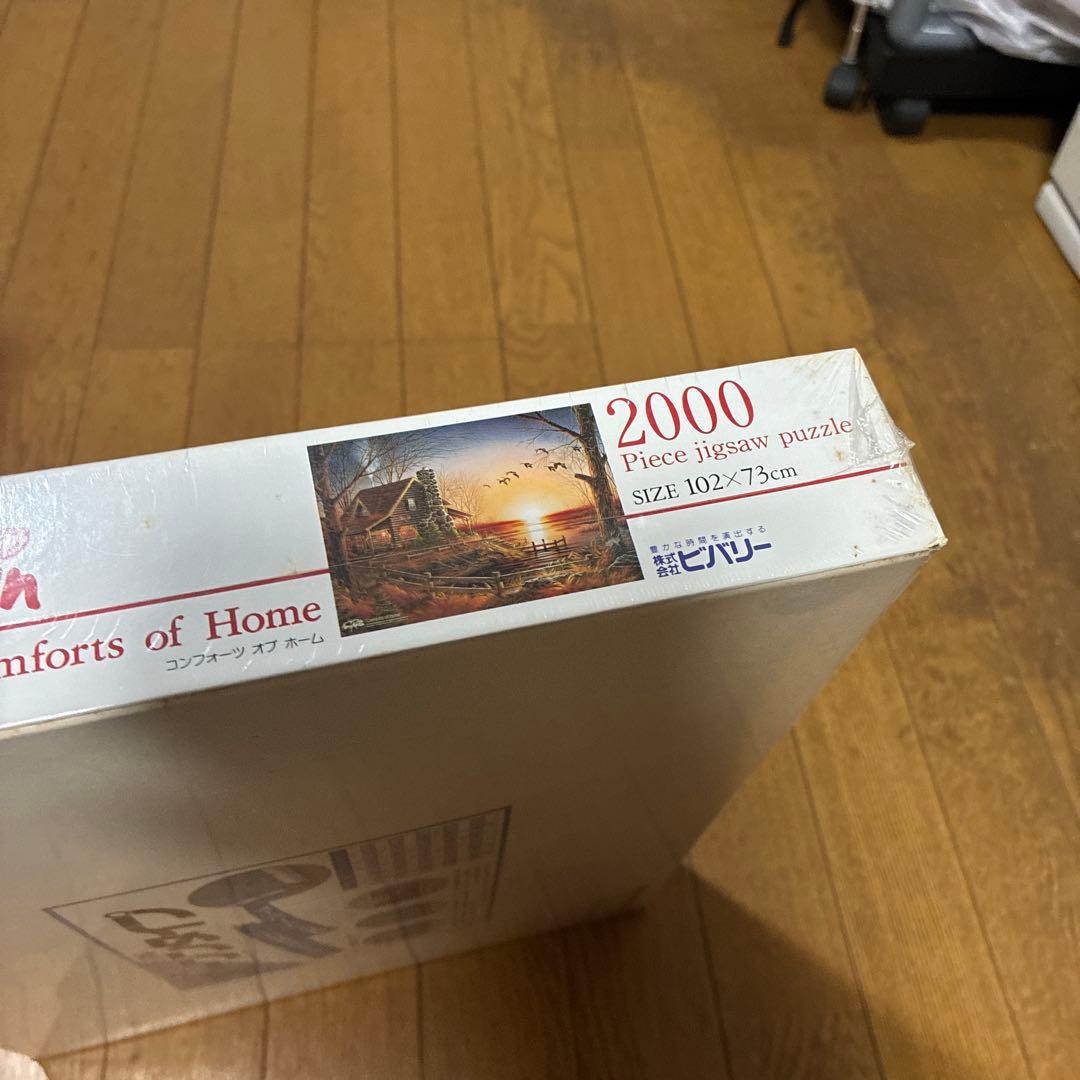 2000
Piece jigsaw puzzle
SIZE 102×73cm
豊かな時間を演出する
株式会社ビバリー
mforts of Home
コンフォーツ オブ ホーム